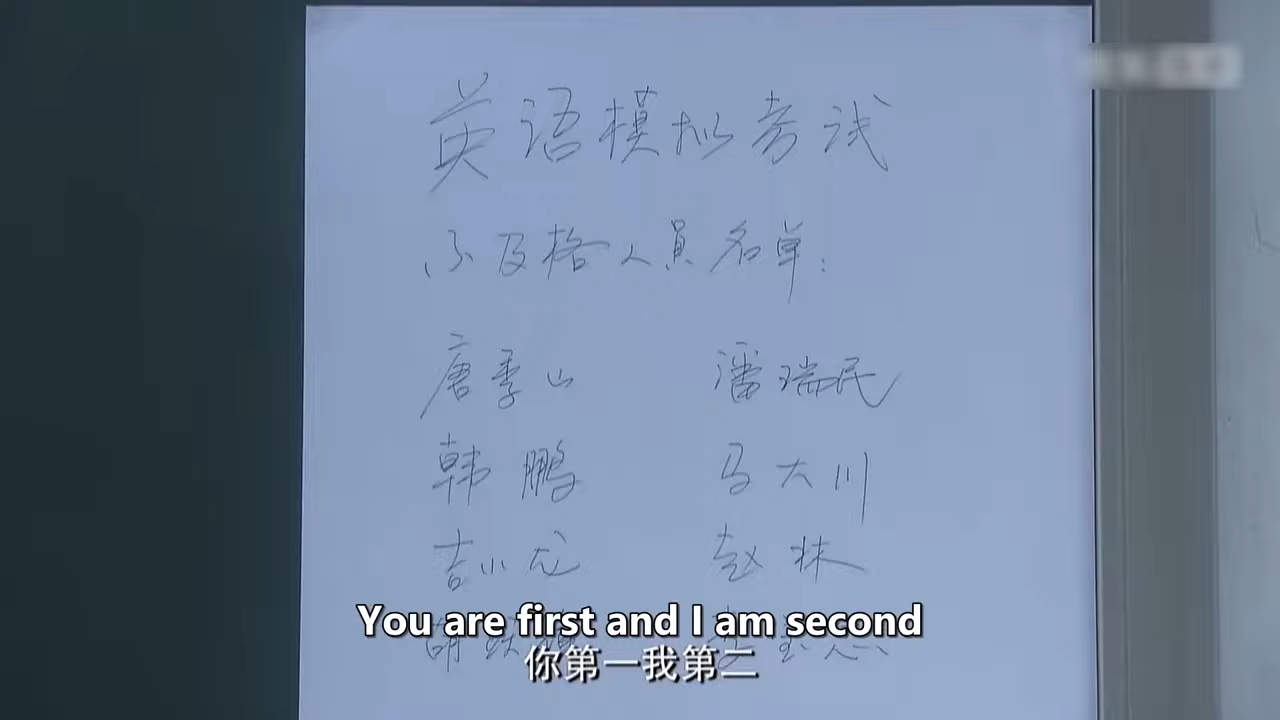 英语模拟考试
不及格人员名单：
唐季山 潘瑞民
韩鹏 马大川
吉小龙 赵林
You are first and I am second
你第一我第二